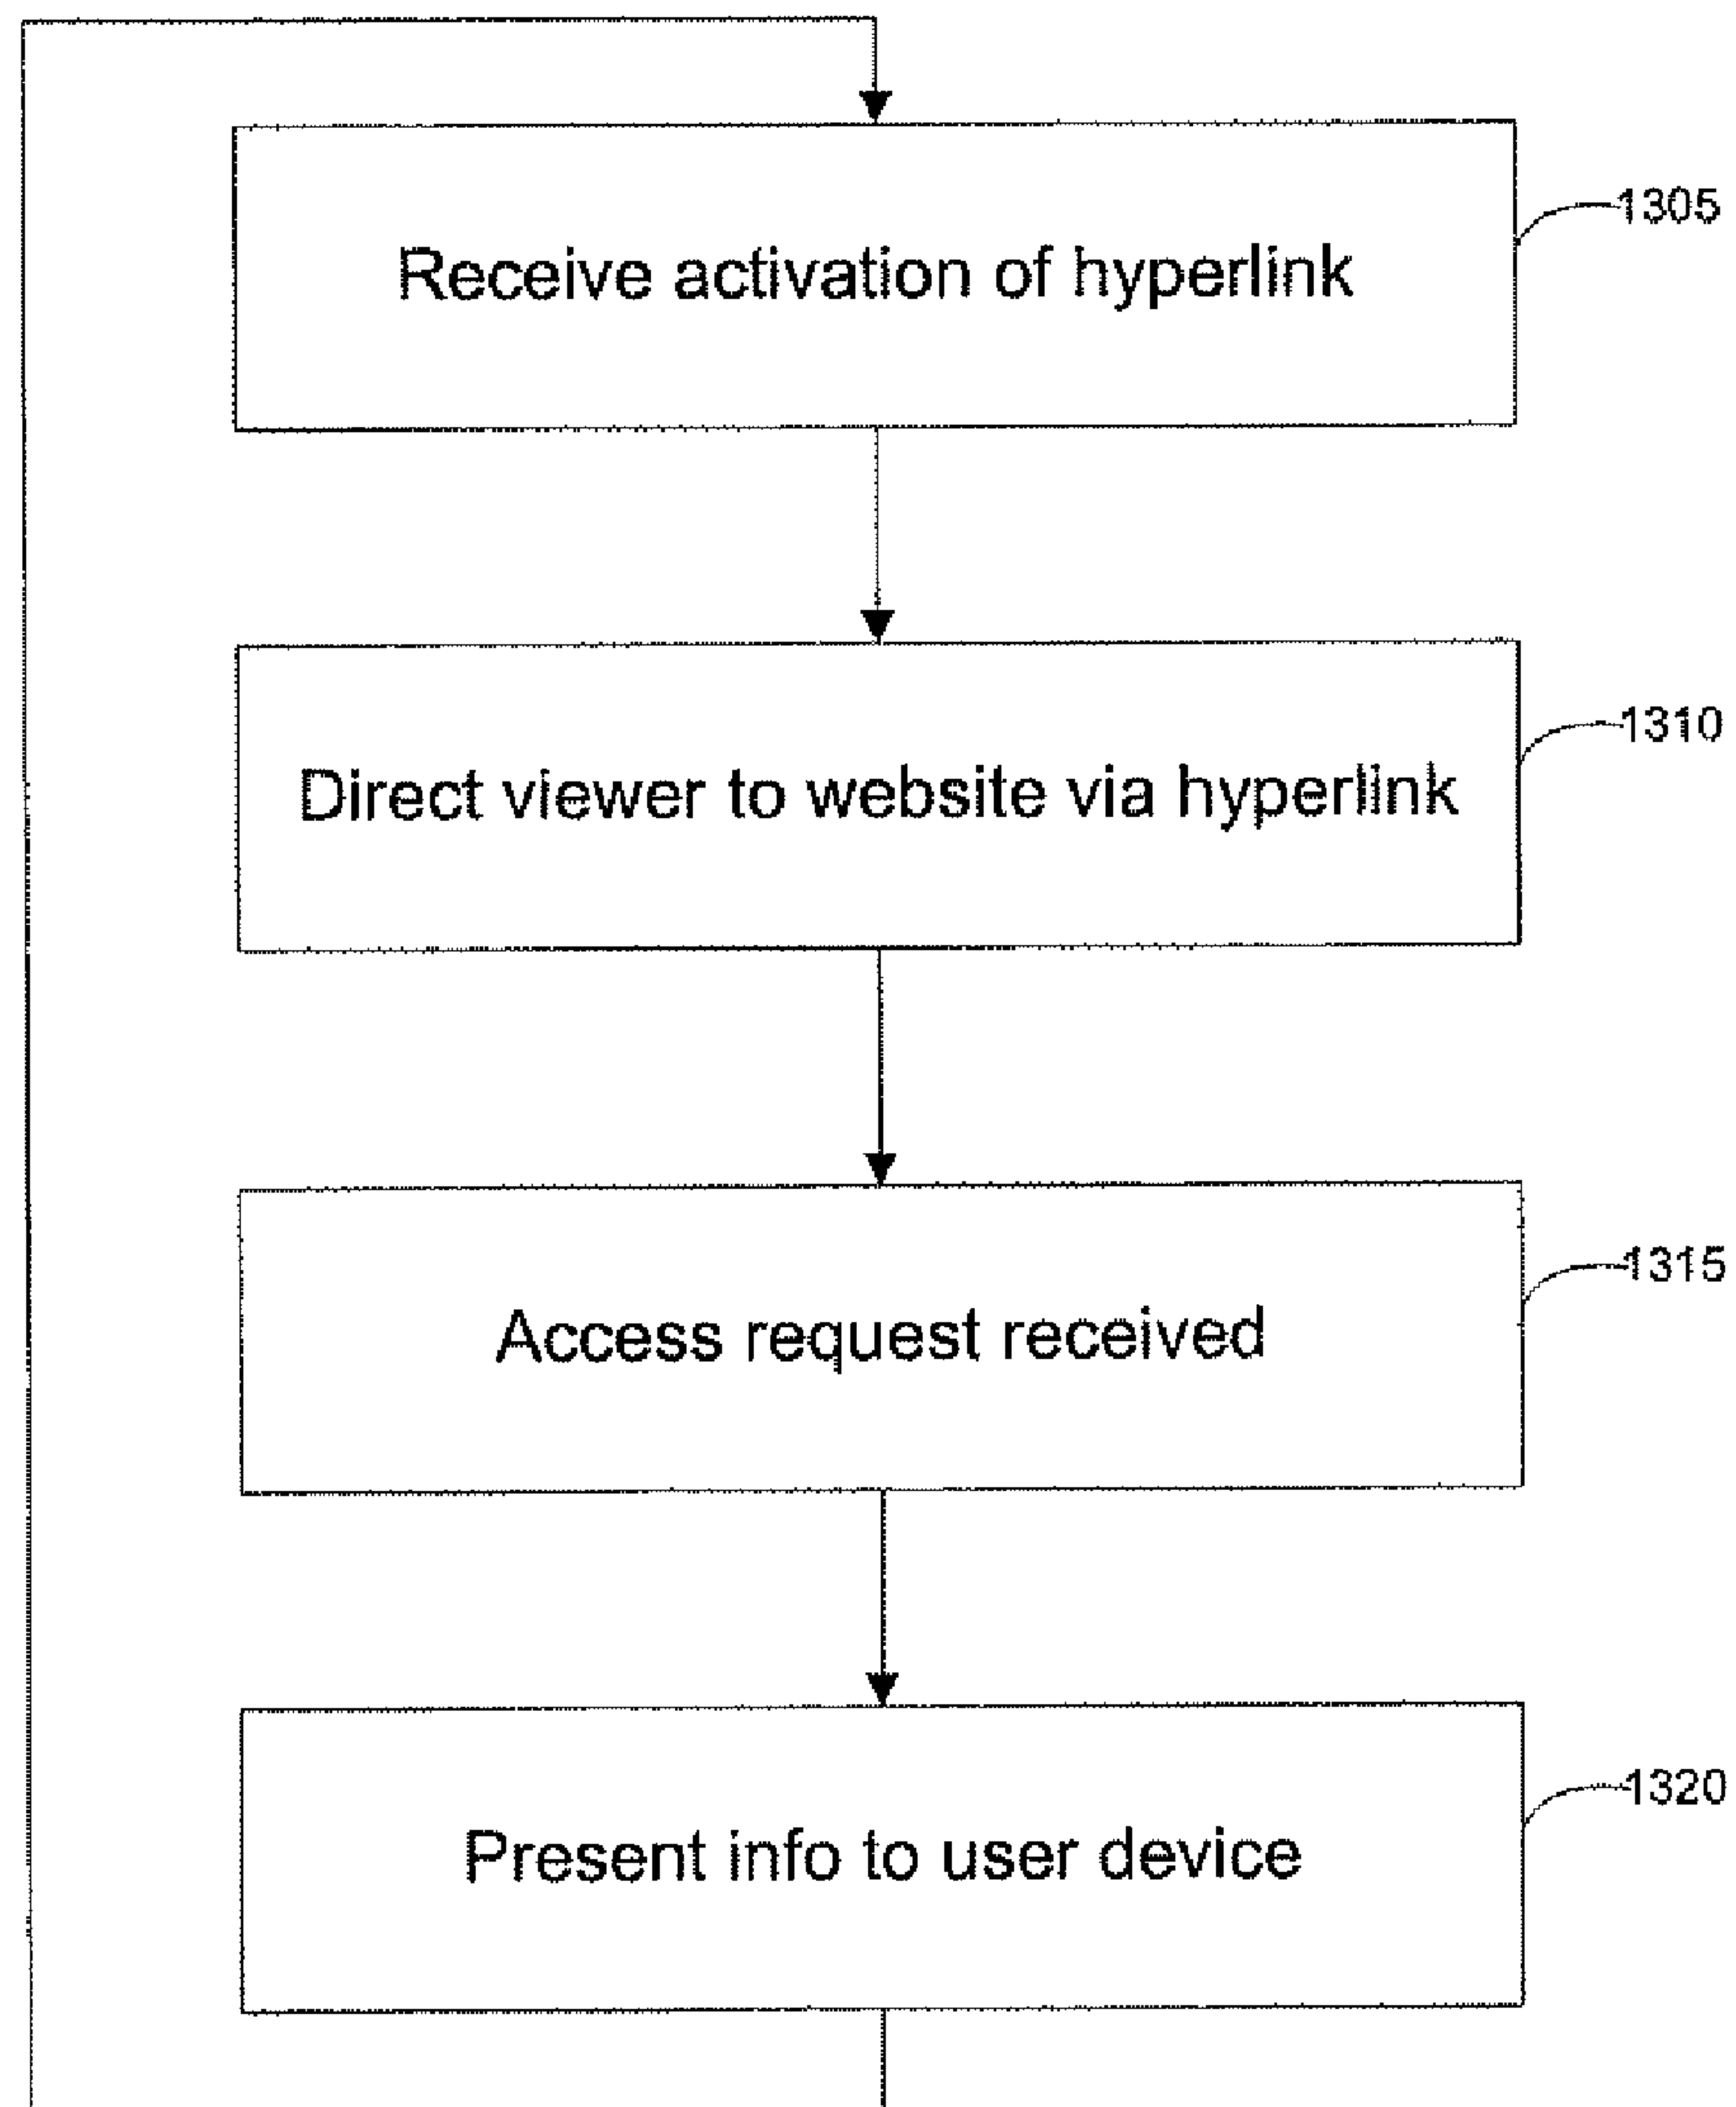 Receive activation of hyperlink
1305
Direct viewer to website via hyperlink
1310
Access request received
1315
Present info to user device
1320